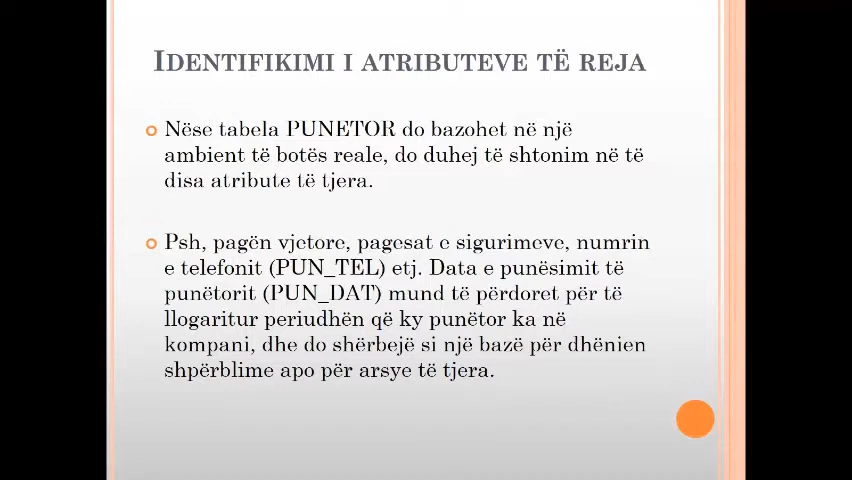 IDENTIFIKIMI I ATRIBUTEVE TË REJA
Nëse tabela PUNETOR do bazohet në një
ambient të botës reale, do duhej të shtonim në të
disa atribute të tjera.
Psh, pagën vjetore, pagesat e sigurimeve, numrin
e telefonit (PUN_TEL) etj. Data e punësimit të
punëtorit (PUN_DAT) mund të përdoret për të
llogaritur periudhën që ky punëtor ka në
kompani, dhe do shërbejë si një bazë për dhënien
shpërblime apo për arsye të tjera.